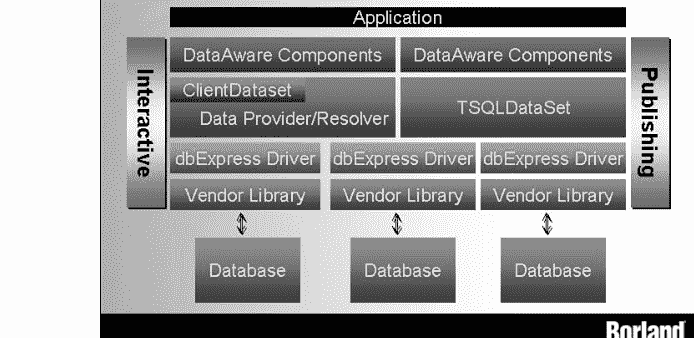 Application
Interactive
DataAware Components
DataAware Components
Publishing
ClientDataset
Data Provider/Resolver
TSQLDataSet
dbExpress Driver
dbExpress Driver
dbExpress Driver
Vendor Library
Vendor Library
Vendor Library
Database
Database
Database
Borland